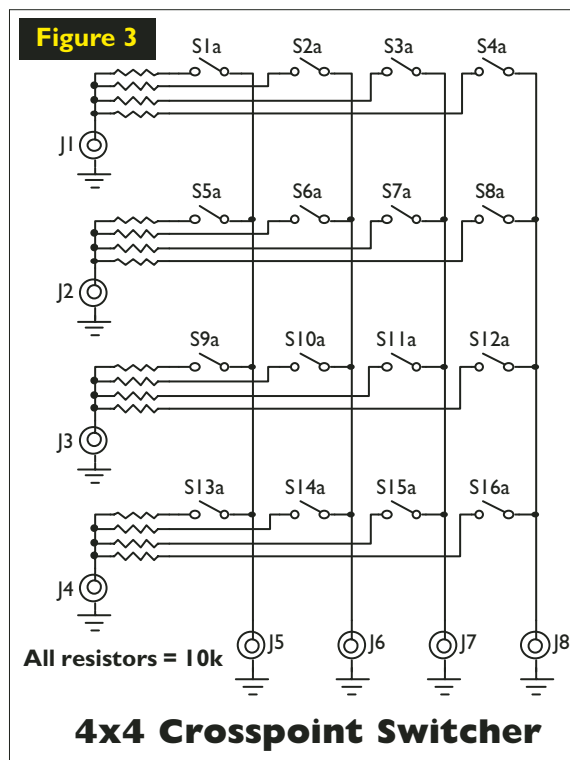 Figure 3
S1a S2a S3a S4a
J1
S5a S6a S7a S8a
J2
S9a S10a S11a S12a
J3
S13a S14a S15a S16a
J4
J5 J6 J7 J8
All resistors = 10k
4x4 Crosspoint Switcher